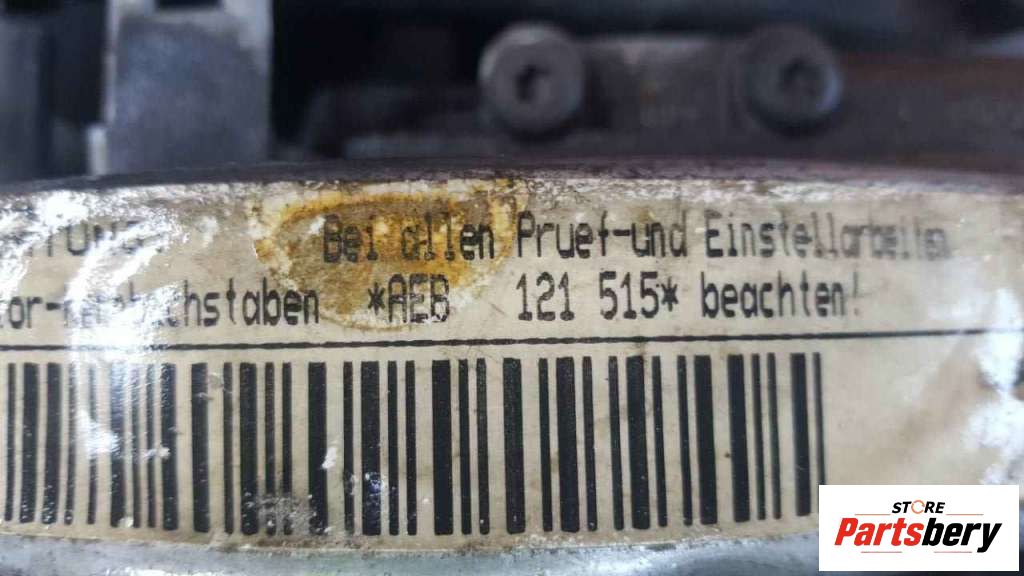 Bei allen Pruef-und Einstellarbeiten
*AEB 121 515* beachten!
STORE
Partsbery